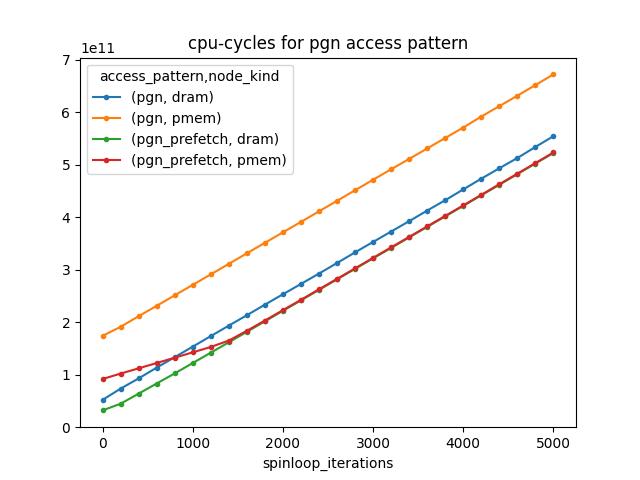 cpu-cycles for pgn access pattern
1e11
access_pattern,node_kind
(pgn, dram)
(pgn, pmem)
(pgn_prefetch, dram)
(pgn_prefetch, pmem)
7
6
5
4
3
2
1
0
0 1000 2000 3000 4000 5000
spinloop_iterations